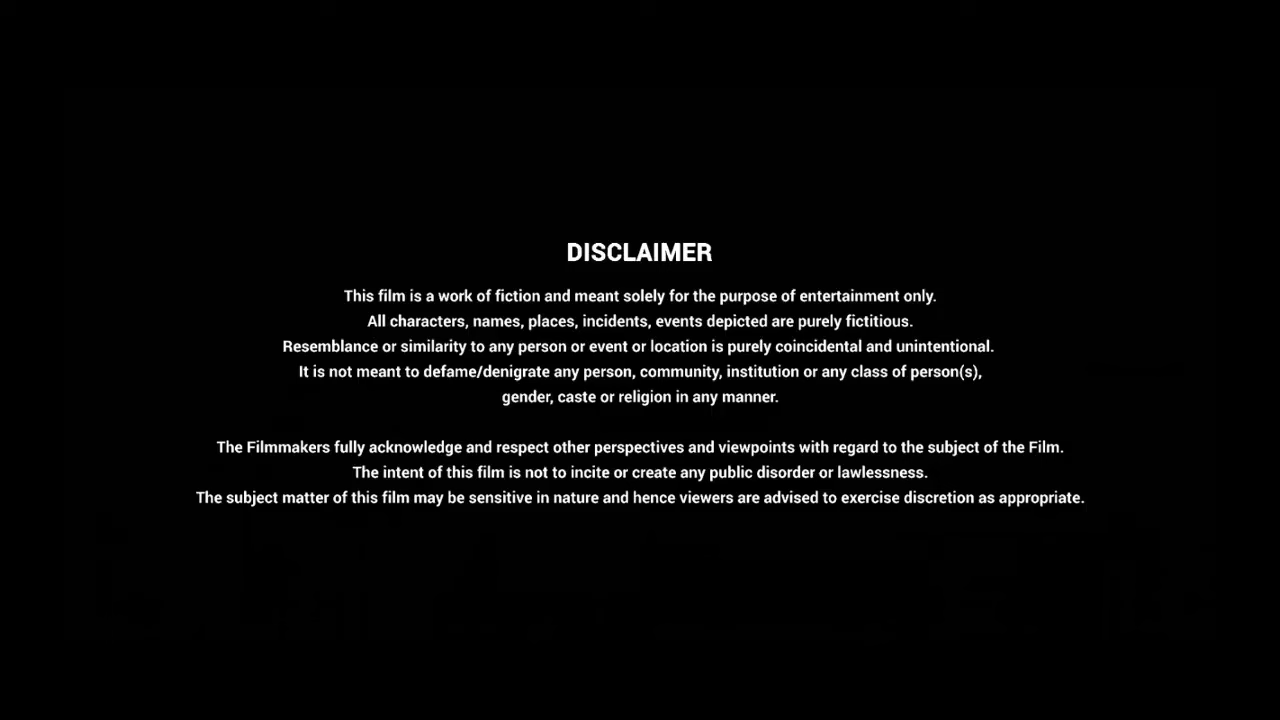 DISCLAIMER
This film is a work of fiction and meant solely for the purpose of entertainment only.
All characters, names, places, incidents, events depicted are purely fictitious.
Resemblance or similarity to any person or event or location is purely coincidental and unintentional.
It is not meant to defame/denigrate any person, community, institution or any class of person(s),
gender, caste or religion in any manner.
The Filmmakers fully acknowledge and respect other perspectives and viewpoints with regard to the subject of the Film.
The intent of this film is not to incite or create any public disorder or lawlessness.
The subject matter of this film may be sensitive in nature and hence viewers are advised to exercise discretion as appropriate.